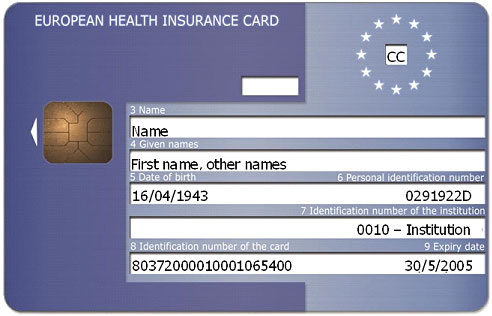 EUROPEAN HEALTH INSURANCE CARD
CC
3 Name
Name
4 Given names
First name, other names
5 Date of birth 6 Personal identification number
16/04/1943 0291922D
7 Identification number of the institution
0010 – Institution
8 Identification number of the card 9 Expiry date
80372000010001065400 30/5/2005